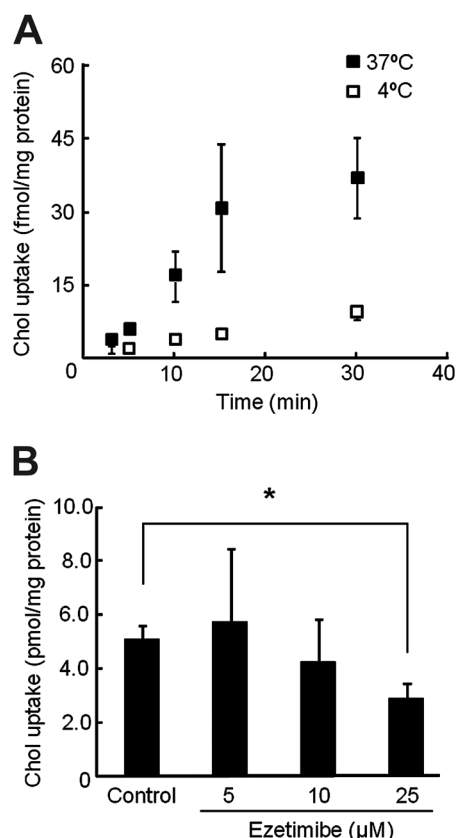 A
Chol uptake (fmol/mg protein)
60
45
30
15
0
10
20
30
40
Time (min)
37ºC
4ºC
B
Chol uptake (pmol/mg protein)
10.0
8.0
6.0
4.0
2.0
0
*
Control
5
10
25
Ezetimibe (µM)